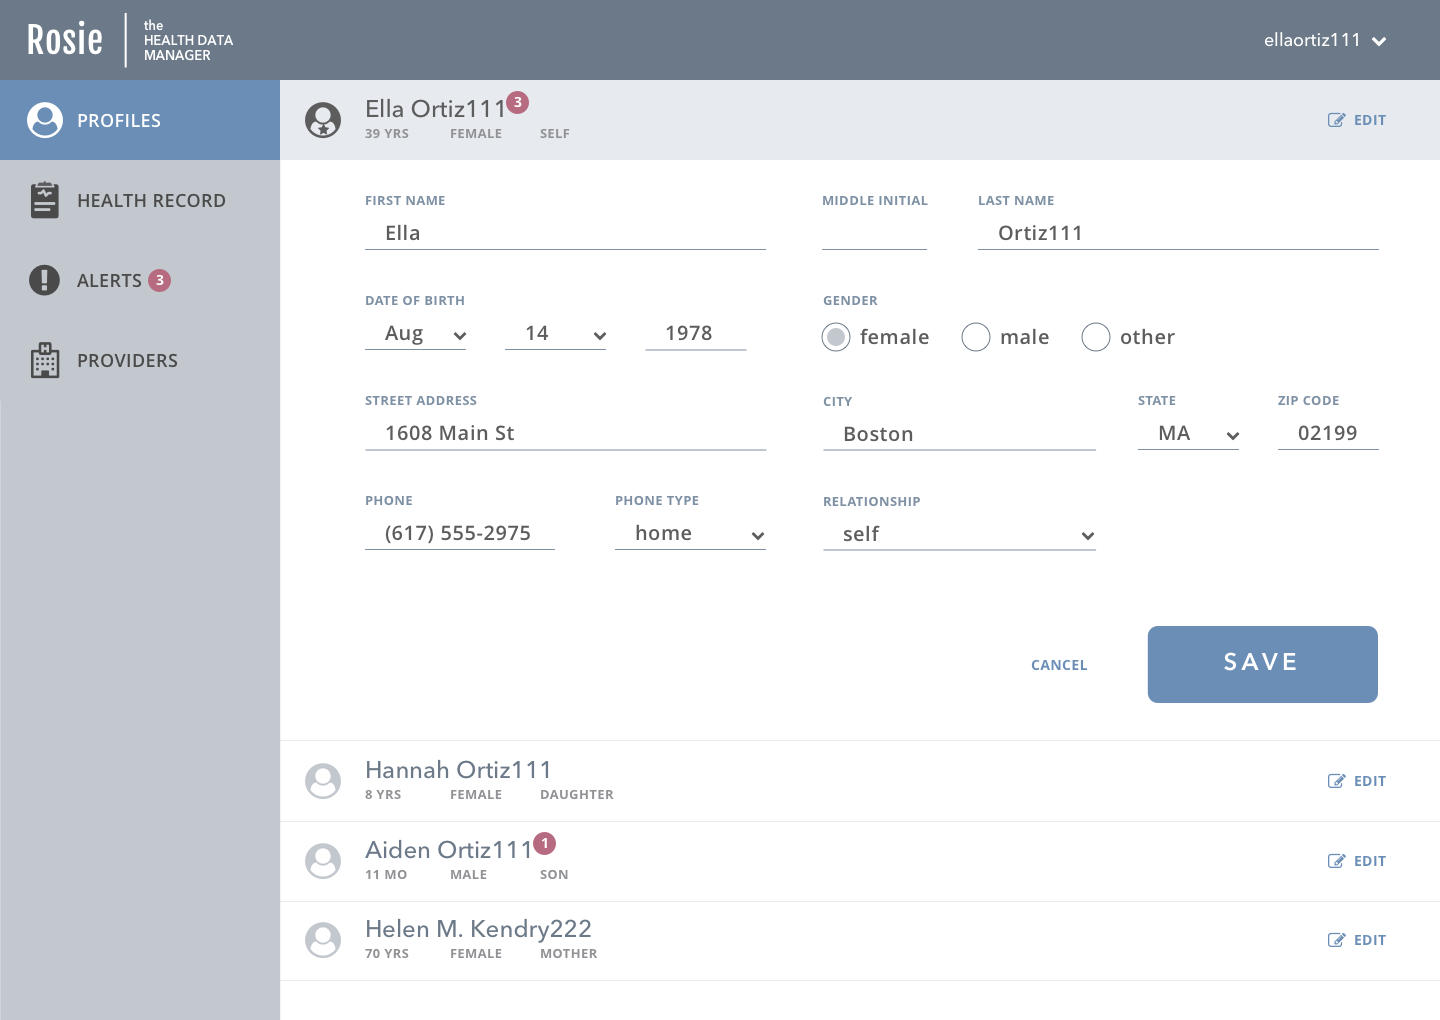 Rosie
the
HEALTH DATA
MANAGER
ellaortiz111
PROFILES
HEALTH RECORD
ALERTS 3
PROVIDERS
Ella Ortiz111 3
39 YRS FEMALE SELF
EDIT
FIRST NAME MIDDLE INITIAL LAST NAME
Ella Ortiz111
DATE OF BIRTH GENDER
Aug 14 1978 female male other
STREET ADDRESS CITY STATE ZIP CODE
1608 Main St Boston MA 02199
PHONE PHONE TYPE RELATIONSHIP
(617) 555-2975 home self
CANCEL SAVE
Hannah Ortiz111
8 YRS FEMALE DAUGHTER
EDIT
Aiden Ortiz111 1
11 MO MALE SON
EDIT
Helen M. Kendry222
70 YRS FEMALE MOTHER
EDIT